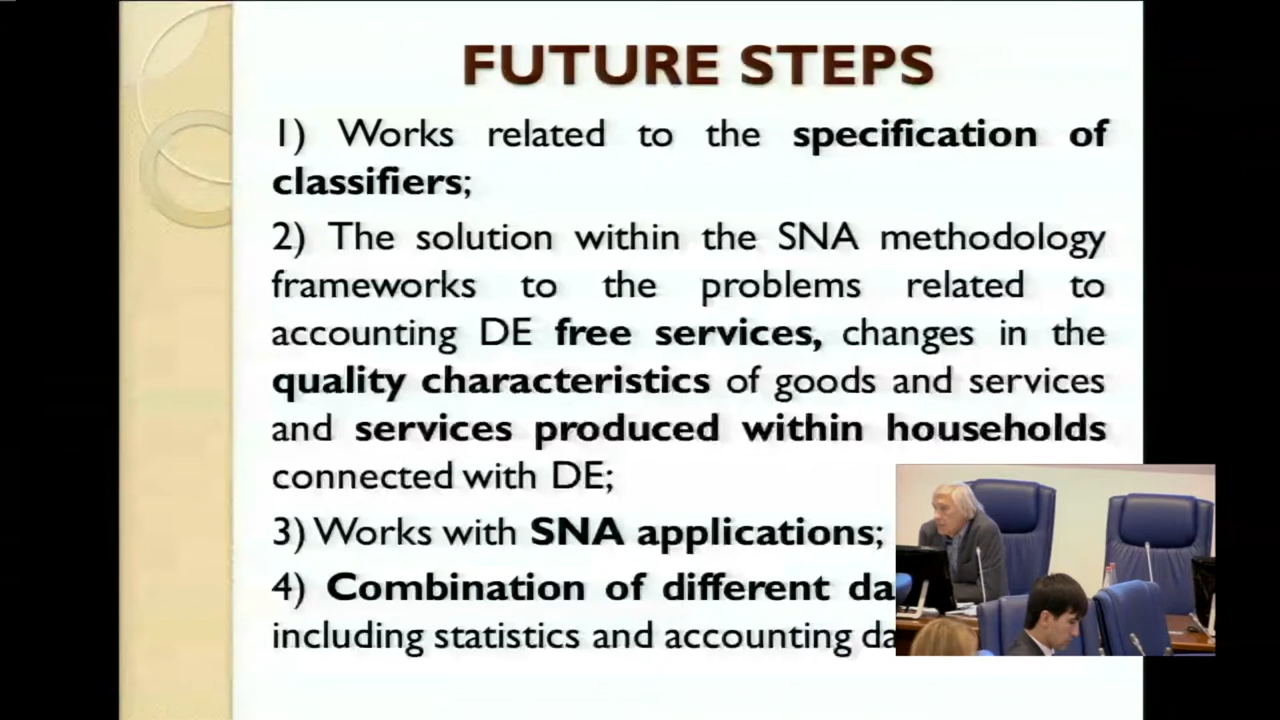 FUTURE STEPS
1) Works related to the specification of
classifiers;
2) The solution within the SNA methodology
frameworks to the problems related to
accounting DE free services, changes in the
quality characteristics of goods and services
and services produced within households
connected with DE;
3) Works with SNA applications;
4) Combination of different
including statistics and accounting